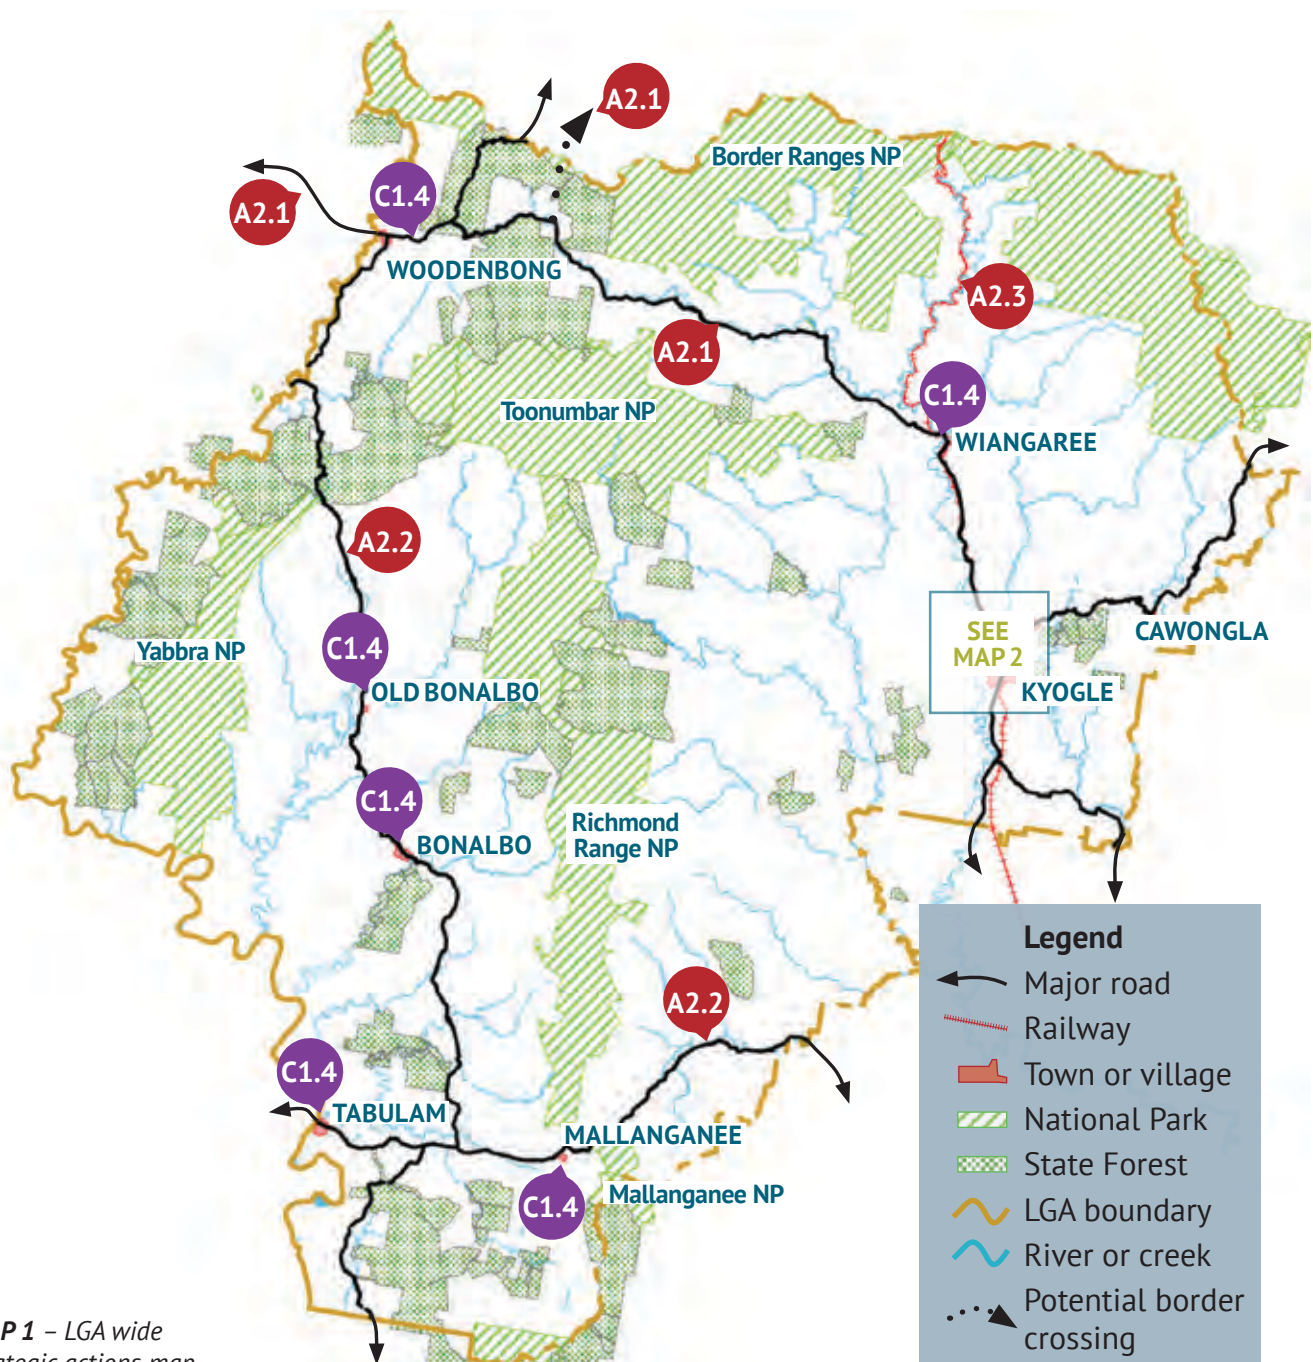 A2.1
Border Ranges NP
C1.4
A2.1
WOODENBONG
A2.3
A2.1
C1.4
Toonumbar NP
WIANGAREE
A2.2
C1.4
SEE
MAP 2
CAWONGLA
Yabbra NP
OLD BONALBO
KYOGLE
C1.4
Richmond
Range NP
BONALBO
Legend
Major road
A2.2
Railway
C1.4
Town or village
TABULAM
National Park
MALLANGANEE
State Forest
Mallanganee NP
C1.4
LGA boundary
River or creek
Potential border
crossing
P 1 – LGA wide
ategic actions map